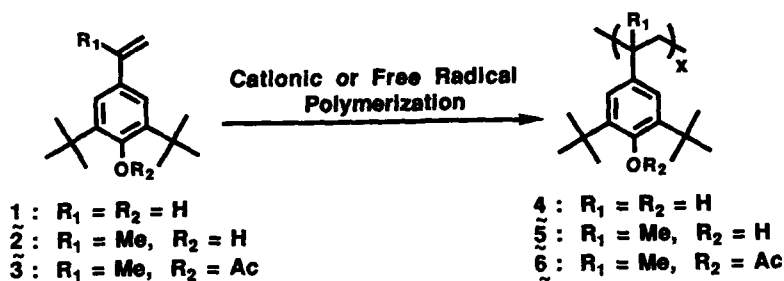 R₁
R₁
x
Cationic or Free Radical
Polymerization
OR₂
OR₂
1 : R₁ = R₂ = H
2 : R₁ = Me, R₂ = H
3 : R₁ = Me, R₂ = Ac
4 : R₁ = R₂ = H
5 : R₁ = Me, R₂ = H
6 : R₁ = Me, R₂ = Ac